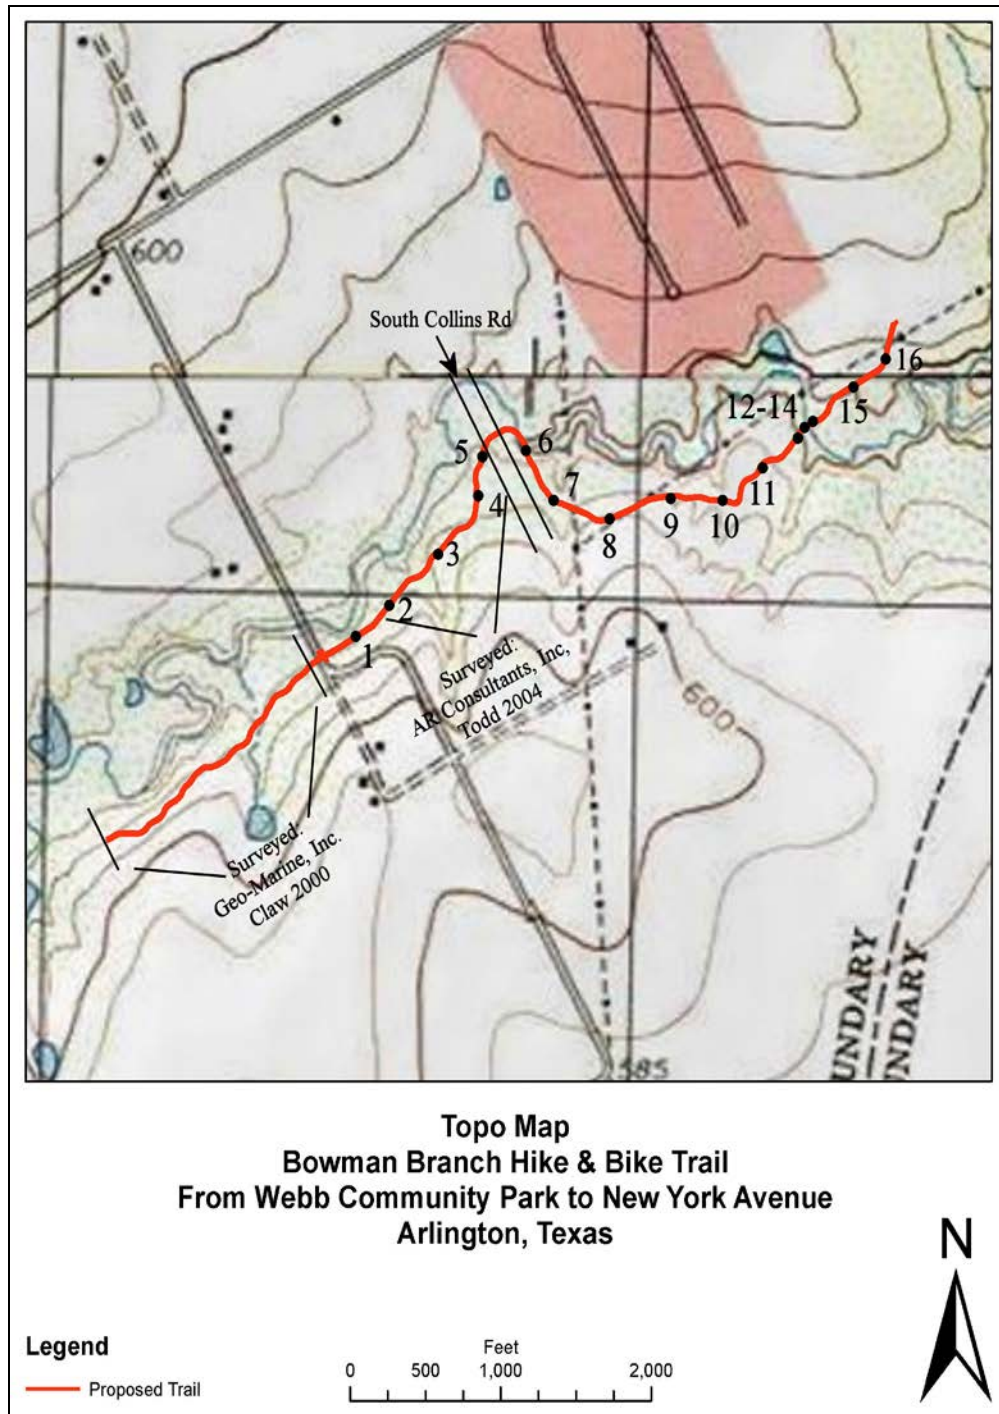 600
South Collins Rd
16
15
12-14
6
5
7
4
11
9
10
8
3
2
1
Surveyed:
AR Consultants, Inc,
Todd 2004
600
Surveyed:
Geo-Marine, Inc.
Claw 2000
UNDARY
UNDARY
585
Topo Map
Bowman Branch Hike & Bike Trail
From Webb Community Park to New York Avenue
Arlington, Texas
N
Legend
Proposed Trail
Feet
0 500 1,000 2,000